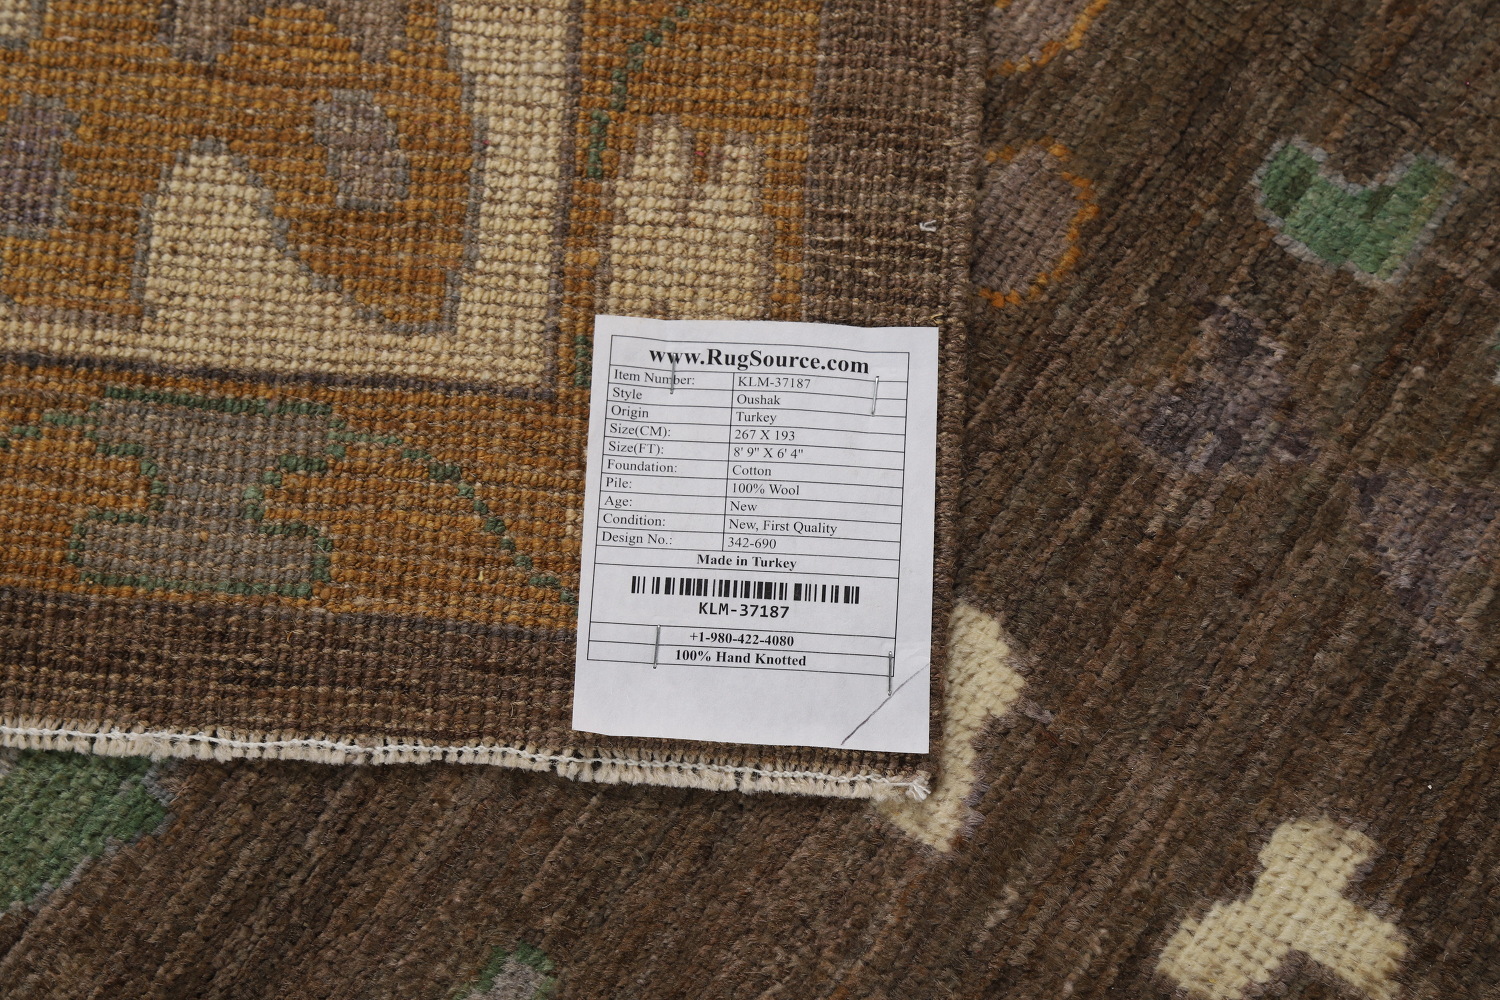 www.RugSource.com
Item Number: KLM-37187
Style Oushak
Origin Turkey
Size(CM): 267 X 193
Size(FT): 8' 9" X 6' 4"
Foundation: Cotton
Pile: 100% Wool
Age: New
Condition: New, First Quality
Design No.: 342-690
Made in Turkey
KLM-37187
+1-980-422-4080
100% Hand Knotted